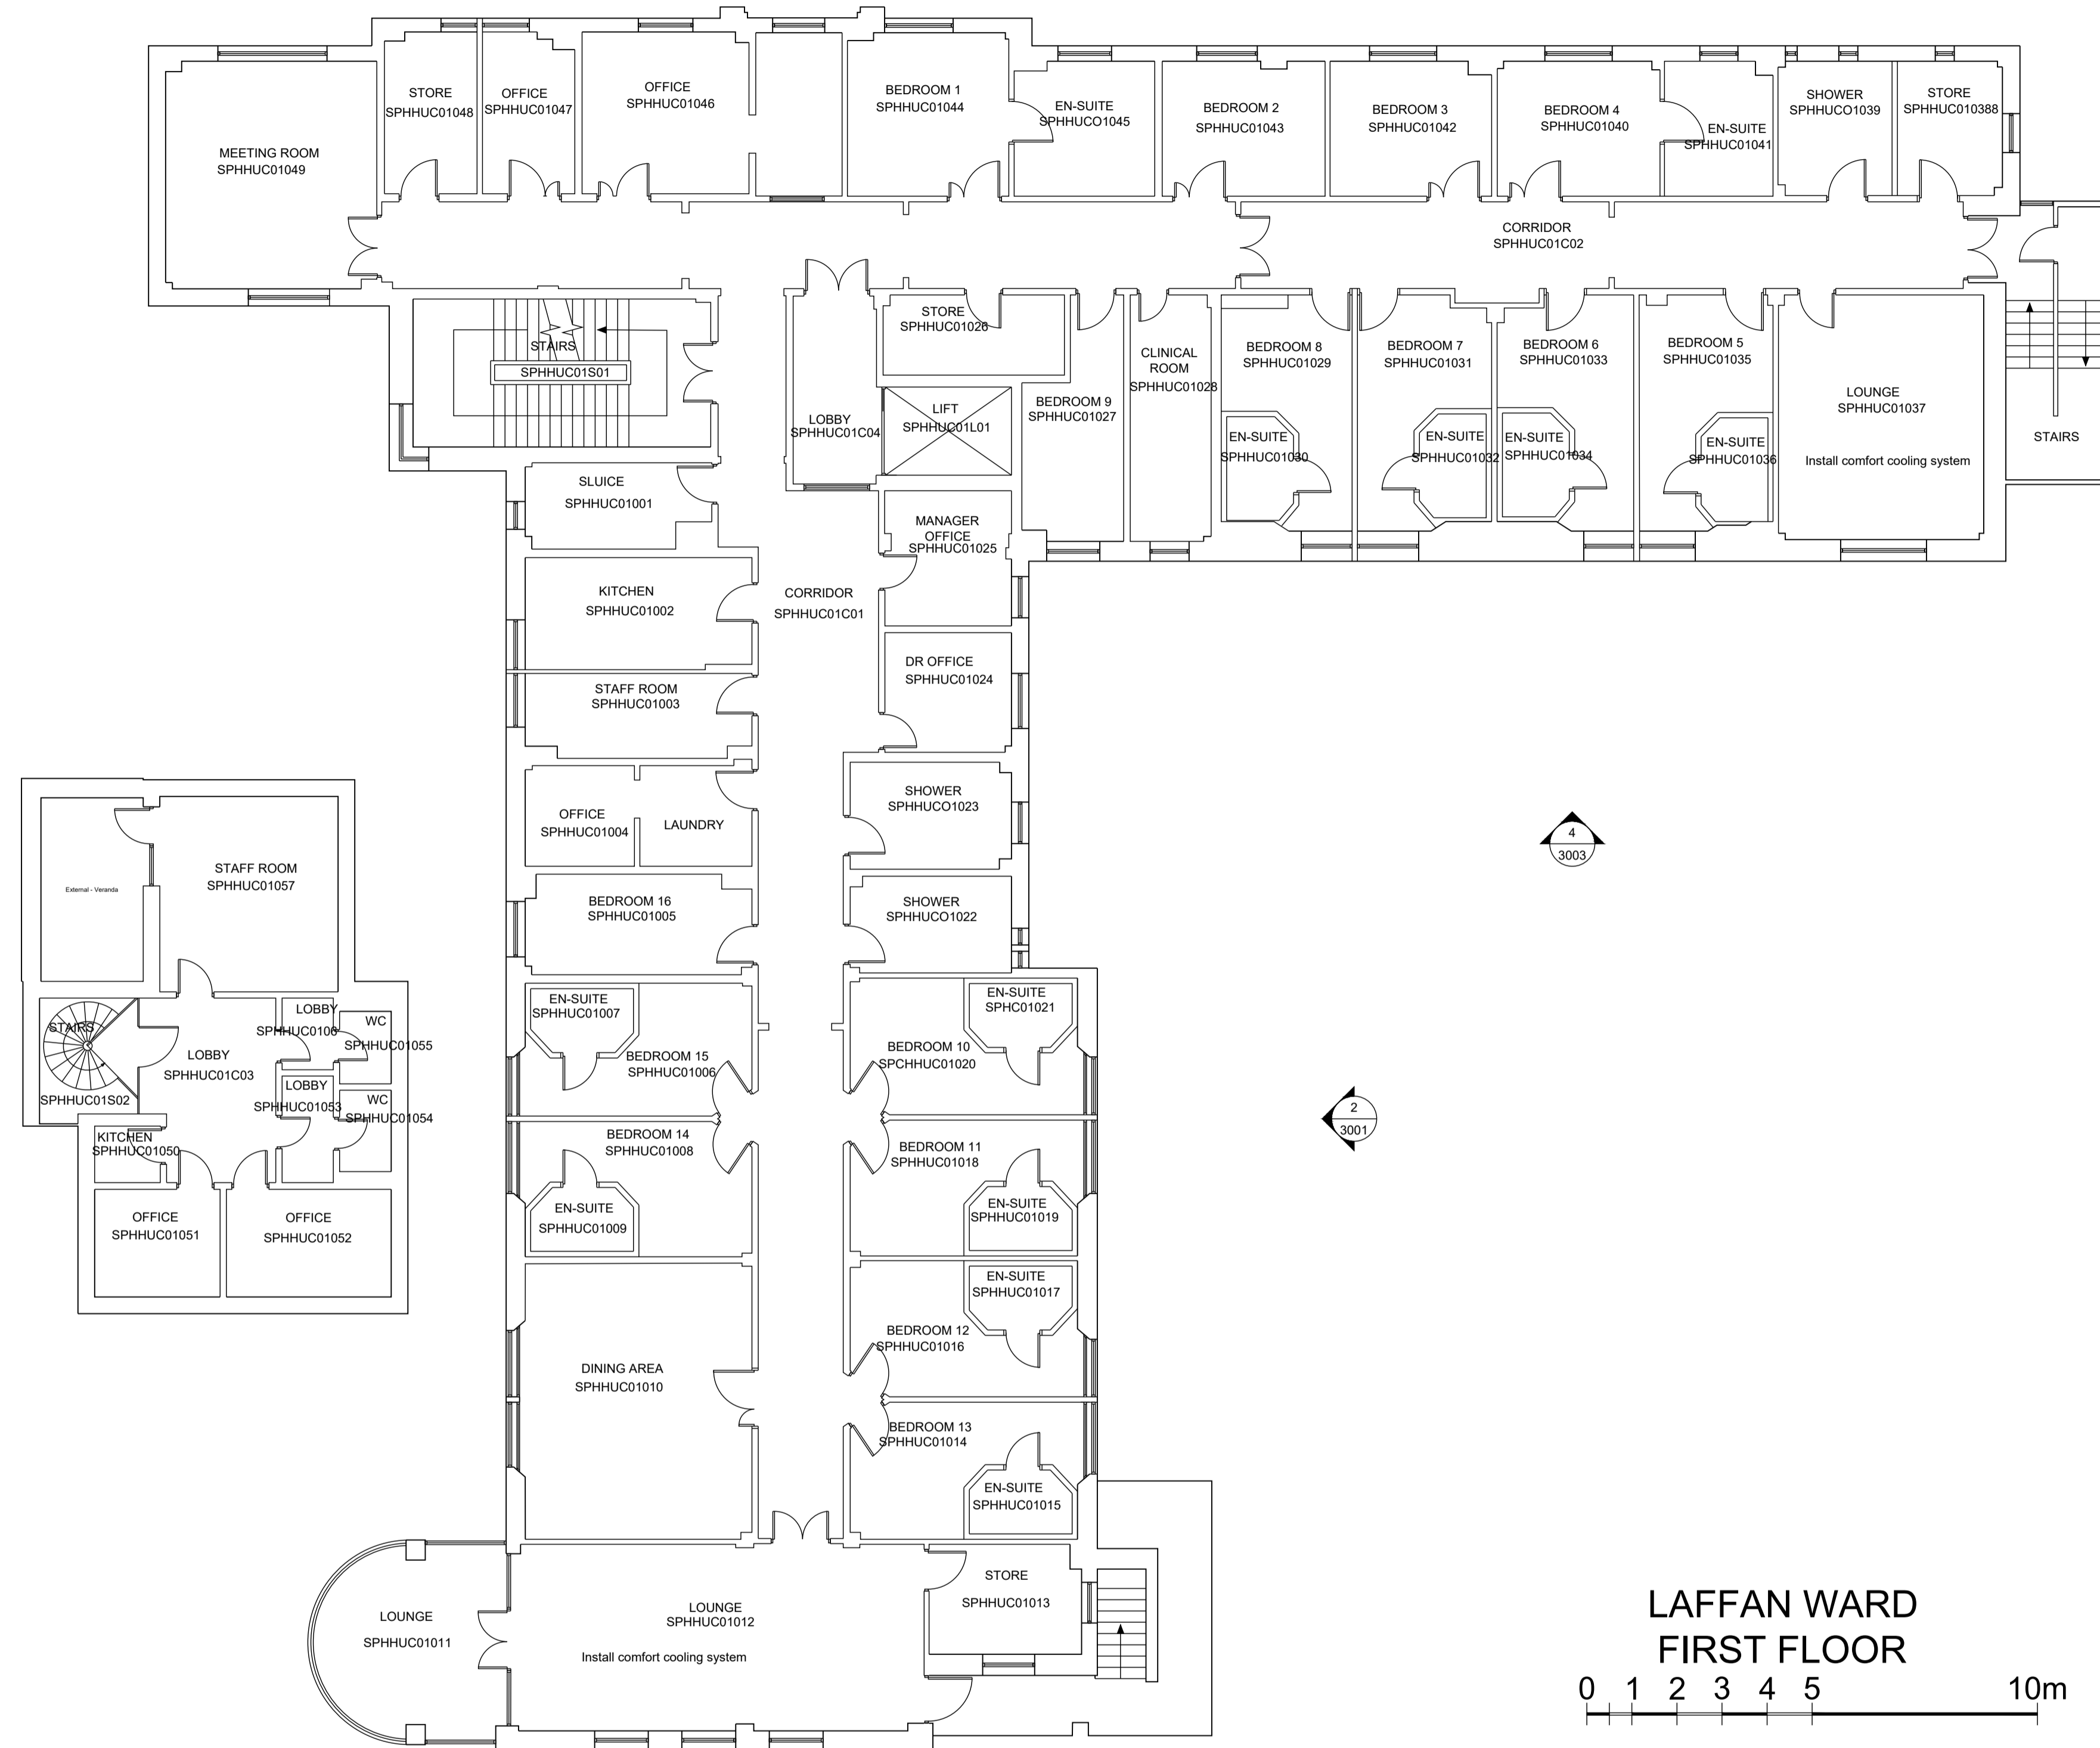 MEETING ROOM
SPHHUC01049
STORE
SPHHUC01048
OFFICE
SPHHUC01047
OFFICE
SPHHUC01046
BEDROOM 1
SPHHUC01044
EN-SUITE
SPHHUCO1045
BEDROOM 2
SPHHUC01043
BEDROOM 3
SPHHUC01042
BEDROOM 4
SPHHUC01040
EN-SUITE
SPHHUC01041
SHOWER
SPHHUCO1039
STORE
SPHHUC010388
CORRIDOR
SPHHUC01C02
STAIRS
SPHHUC01S01
LOBBY
SPHHUC01C04
STORE
SPHHUC01026
LIFT
SPHHUC01L01
BEDROOM 9
SPHHUC01027
CLINICAL
ROOM
SPHHUC01028
BEDROOM 8
SPHHUC01029
EN-SUITE
SPHHUC01030
BEDROOM 7
SPHHUC01031
EN-SUITE
SPHHUC01032
BEDROOM 6
SPHHUC01033
EN-SUITE
SPHHUC01034
BEDROOM 5
SPHHUC01035
EN-SUITE
SPHHUC01036
LOUNGE
SPHHUC01037
Install comfort cooling system
STAIRS
SLUICE
SPHHUC01001
MANAGER
OFFICE
SPHHUC01025
KITCHEN
SPHHUC01002
CORRIDOR
SPHHUC01C01
DR OFFICE
SPHHUC01024
STAFF ROOM
SPHHUC01003
OFFICE
SPHHUC01004
LAUNDRY
SHOWER
SPHHUCO1023
BEDROOM 16
SPHHUC01005
SHOWER
SPHHUCO1022
EN-SUITE
SPHHUC01007
BEDROOM 15
SPHHUC01006
EN-SUITE
SPHC01021
BEDROOM 10
SPCHHUC01020
BEDROOM 14
SPHHUC01008
EN-SUITE
SPHHUC01009
BEDROOM 11
SPHHUC01018
EN-SUITE
SPHHUC01019
EN-SUITE
SPHHUC01017
BEDROOM 12
SPHHUC01016
DINING AREA
SPHHUC01010
BEDROOM 13
SPHHUC01014
EN-SUITE
SPHHUC01015
LOUNGE
SPHHUC01011
LOUNGE
SPHHUC01012
Install comfort cooling system
STORE
SPHHUC01013
External - Veranda
STAFF ROOM
SPHHUC01057
STAIRS
SPHHUC01S02
LOBBY
SPHHUC01C03
LOBBY
SPHHUC0106
WC
SPHHUC01055
LOBBY
SPHHUC01053
WC
SPHHUC01054
KITCHEN
SPHHUC01050
OFFICE
SPHHUC01051
OFFICE
SPHHUC01052
4
3003
2
3001
LAFFAN WARD
FIRST FLOOR
0 1 2 3 4 5 10m